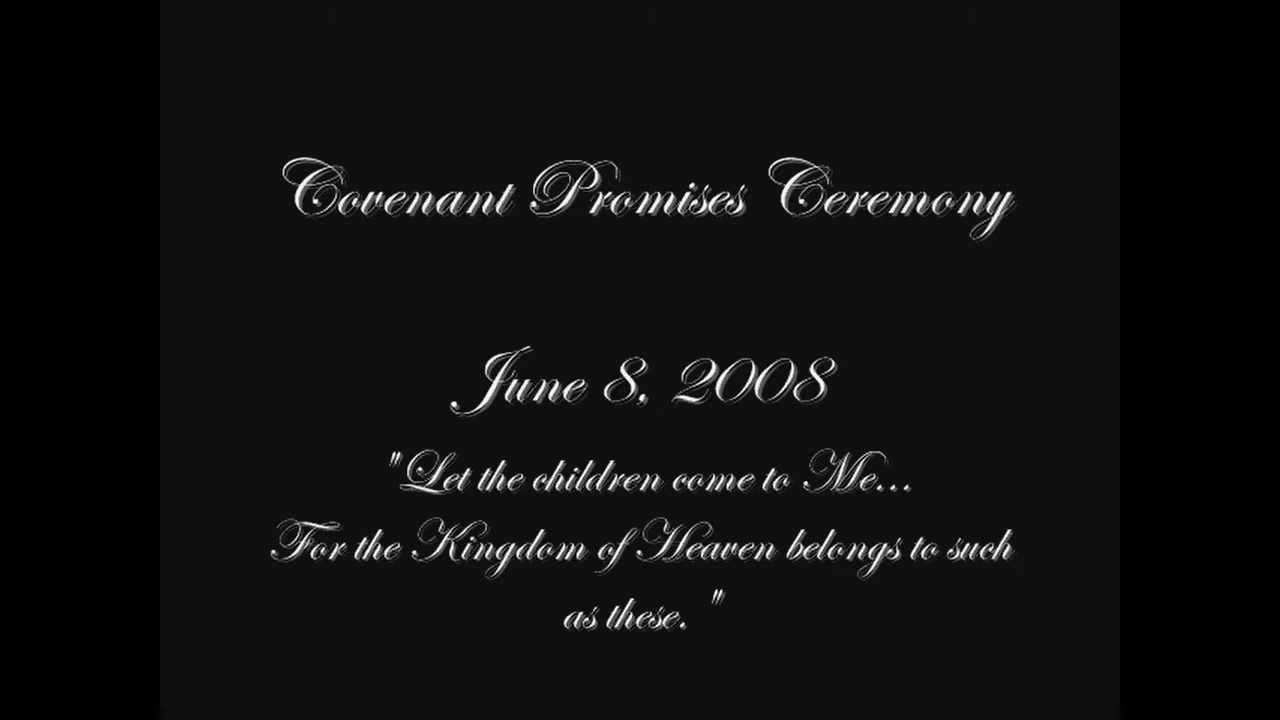 Covenant Promises Ceremony
June 8, 2008
"Let the children come to Me...
For the Kingdom of Heaven belongs to such
as these. "